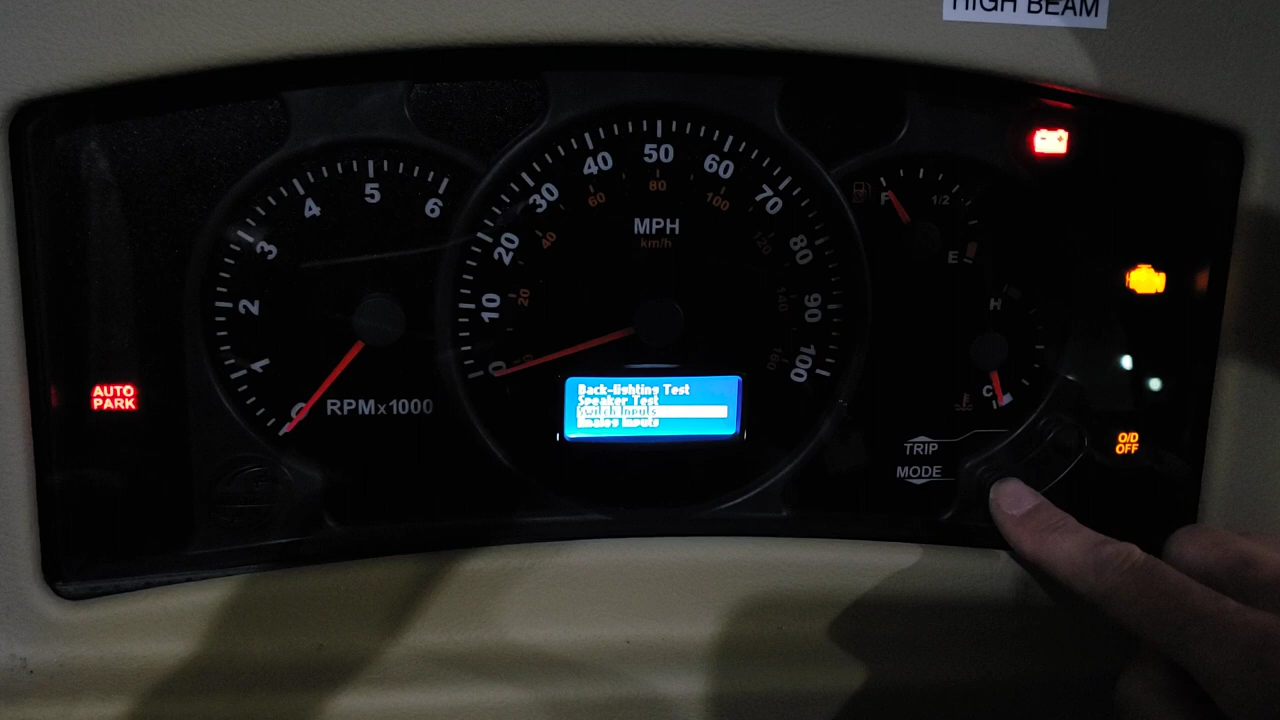 HIGH BEAM
0
1
2
3
4
5
6
RPMx1000
AUTO
PARK
0
10
20
30
40
50
60
70
80
90
100
20
40
60
80
100
120
140
160
MPH
km/h
Back-lighting Test
Speaker Test
Switch Inputs
Analog Inputs
F
1/2
E
H
C
TRIP
MODE
O/D
OFF